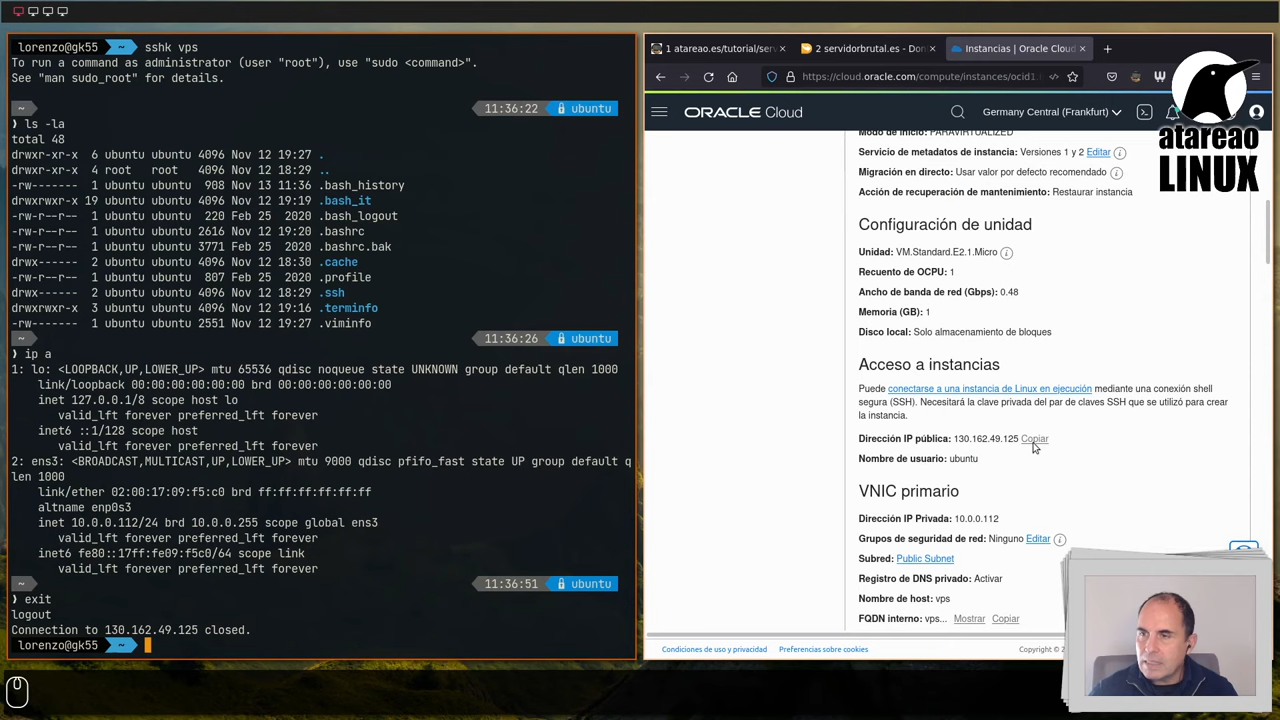 lorenzo@gk55 ~ sshk vps
To run a command as administrator (user "root"), use "sudo <command>".
See "man sudo_root" for details.
~ 11:36:22 ubuntu
❯ ls -la
total 48
drwxr-xr-x 6 ubuntu ubuntu 4096 Nov 12 19:27 .
drwxr-xr-x 4 root root 4096 Nov 12 18:29 ..
-rw------- 1 ubuntu ubuntu 908 Nov 13 11:36 .bash_history
drwxrwxr-x 19 ubuntu ubuntu 4096 Nov 12 19:19 .bash_it
-rw-r--r-- 1 ubuntu ubuntu 220 Feb 25 2020 .bash_logout
-rw-r--r-- 1 ubuntu ubuntu 2616 Nov 12 19:20 .bashrc
-rw-r--r-- 1 ubuntu ubuntu 3771 Feb 25 2020 .bashrc.bak
drwx------ 2 ubuntu ubuntu 4096 Nov 12 18:30 .cache
-rw-r--r-- 1 ubuntu ubuntu 807 Feb 25 2020 .profile
drwx------ 2 ubuntu ubuntu 4096 Nov 12 18:29 .ssh
drwxrwxr-x 3 ubuntu ubuntu 4096 Nov 12 19:16 .terminfo
-rw------- 1 ubuntu ubuntu 2551 Nov 12 19:27 .viminfo
~ 11:36:26 ubuntu
❯ ip a
1: lo: <LOOPBACK,UP,LOWER_UP> mtu 65536 qdisc noqueue state UNKNOWN group default qlen 1000
link/loopback 00:00:00:00:00:00 brd 00:00:00:00:00:00
inet 127.0.0.1/8 scope host lo
valid_lft forever preferred_lft forever
inet6 ::1/128 scope host
valid_lft forever preferred_lft forever
2: ens3: <BROADCAST,MULTICAST,UP,LOWER_UP> mtu 9000 qdisc pfifo_fast state UP group default q
len 1000
link/ether 02:00:17:09:f5:c0 brd ff:ff:ff:ff:ff:ff
altname enp0s3
inet 10.0.0.112/24 brd 10.0.0.255 scope global ens3
valid_lft forever preferred_lft forever
inet6 fe80::17ff:fe09:f5c0/64 scope link
valid_lft forever preferred_lft forever
~ 11:36:51 ubuntu
❯ exit
logout
Connection to 130.162.49.125 closed.
lorenzo@gk55 ~
1 atareao.es/tutorial/ser 2 servidorbrutal.es - Don Instancias | Oracle Cloud
https://cloud.oracle.com/compute/instances/ocid1.
ORACLE Cloud Germany Central (Frankfurt)
atareao
LINUX
Modo de inicio: PARAVIRTUALIZED
Servicio de metadatos de instancia: Versiones 1 y 2 Editar
Migración en directo: Usar valor por defecto recomendado
Acción de recuperación de mantenimiento: Restaurar instancia
Configuración de unidad
Unidad: VM.Standard.E2.1.Micro
Recuento de OCPU: 1
Ancho de banda de red (Gbps): 0.48
Memoria (GB): 1
Disco local: Solo almacenamiento de bloques
Acceso a instancias
Puede conectarse a una instancia de Linux en ejecución mediante una conexión shell
segura (SSH). Necesitará la clave privada del par de claves SSH que se utilizó para crear
la instancia.
Dirección IP pública: 130.162.49.125 Copiar
Nombre de usuario: ubuntu
VNIC primario
Dirección IP Privada: 10.0.0.112
Grupos de seguridad de red: Ninguno Editar
Subred: Public Subnet
Registro de DNS privado: Activar
Nombre de host: vps
FQDN interno: vps... Mostrar Copiar
Condiciones de uso y privacidad Preferencias sobre cookies Copyright © 2